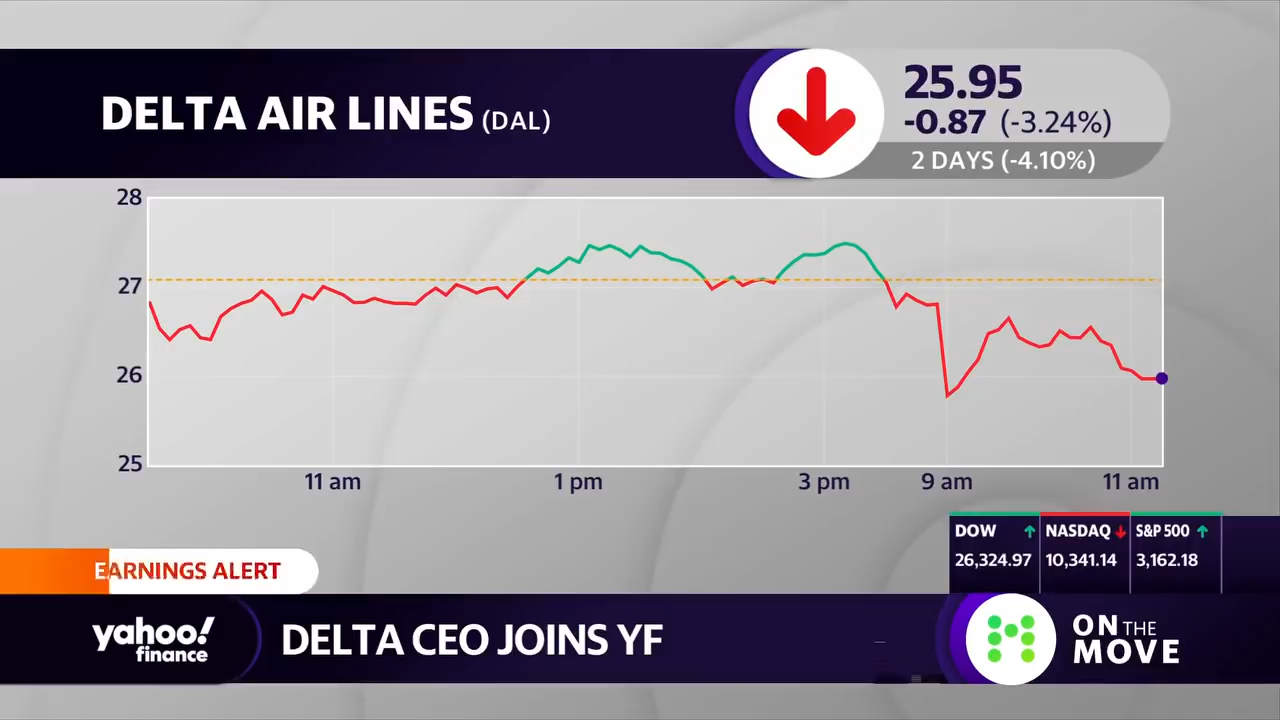 DELTA AIR LINES (DAL)
25.95
-0.87 (-3.24%)
2 DAYS (-4.10%)
28
27
26
25
11 am
1 pm
3 pm
9 am
11 am
DOW
26,324.97
NASDAQ
10,341.14
S&P 500
3,162.18
EARNINGS ALERT
yahoo!
finance
DELTA CEO JOINS YF
ON THE
MOVE